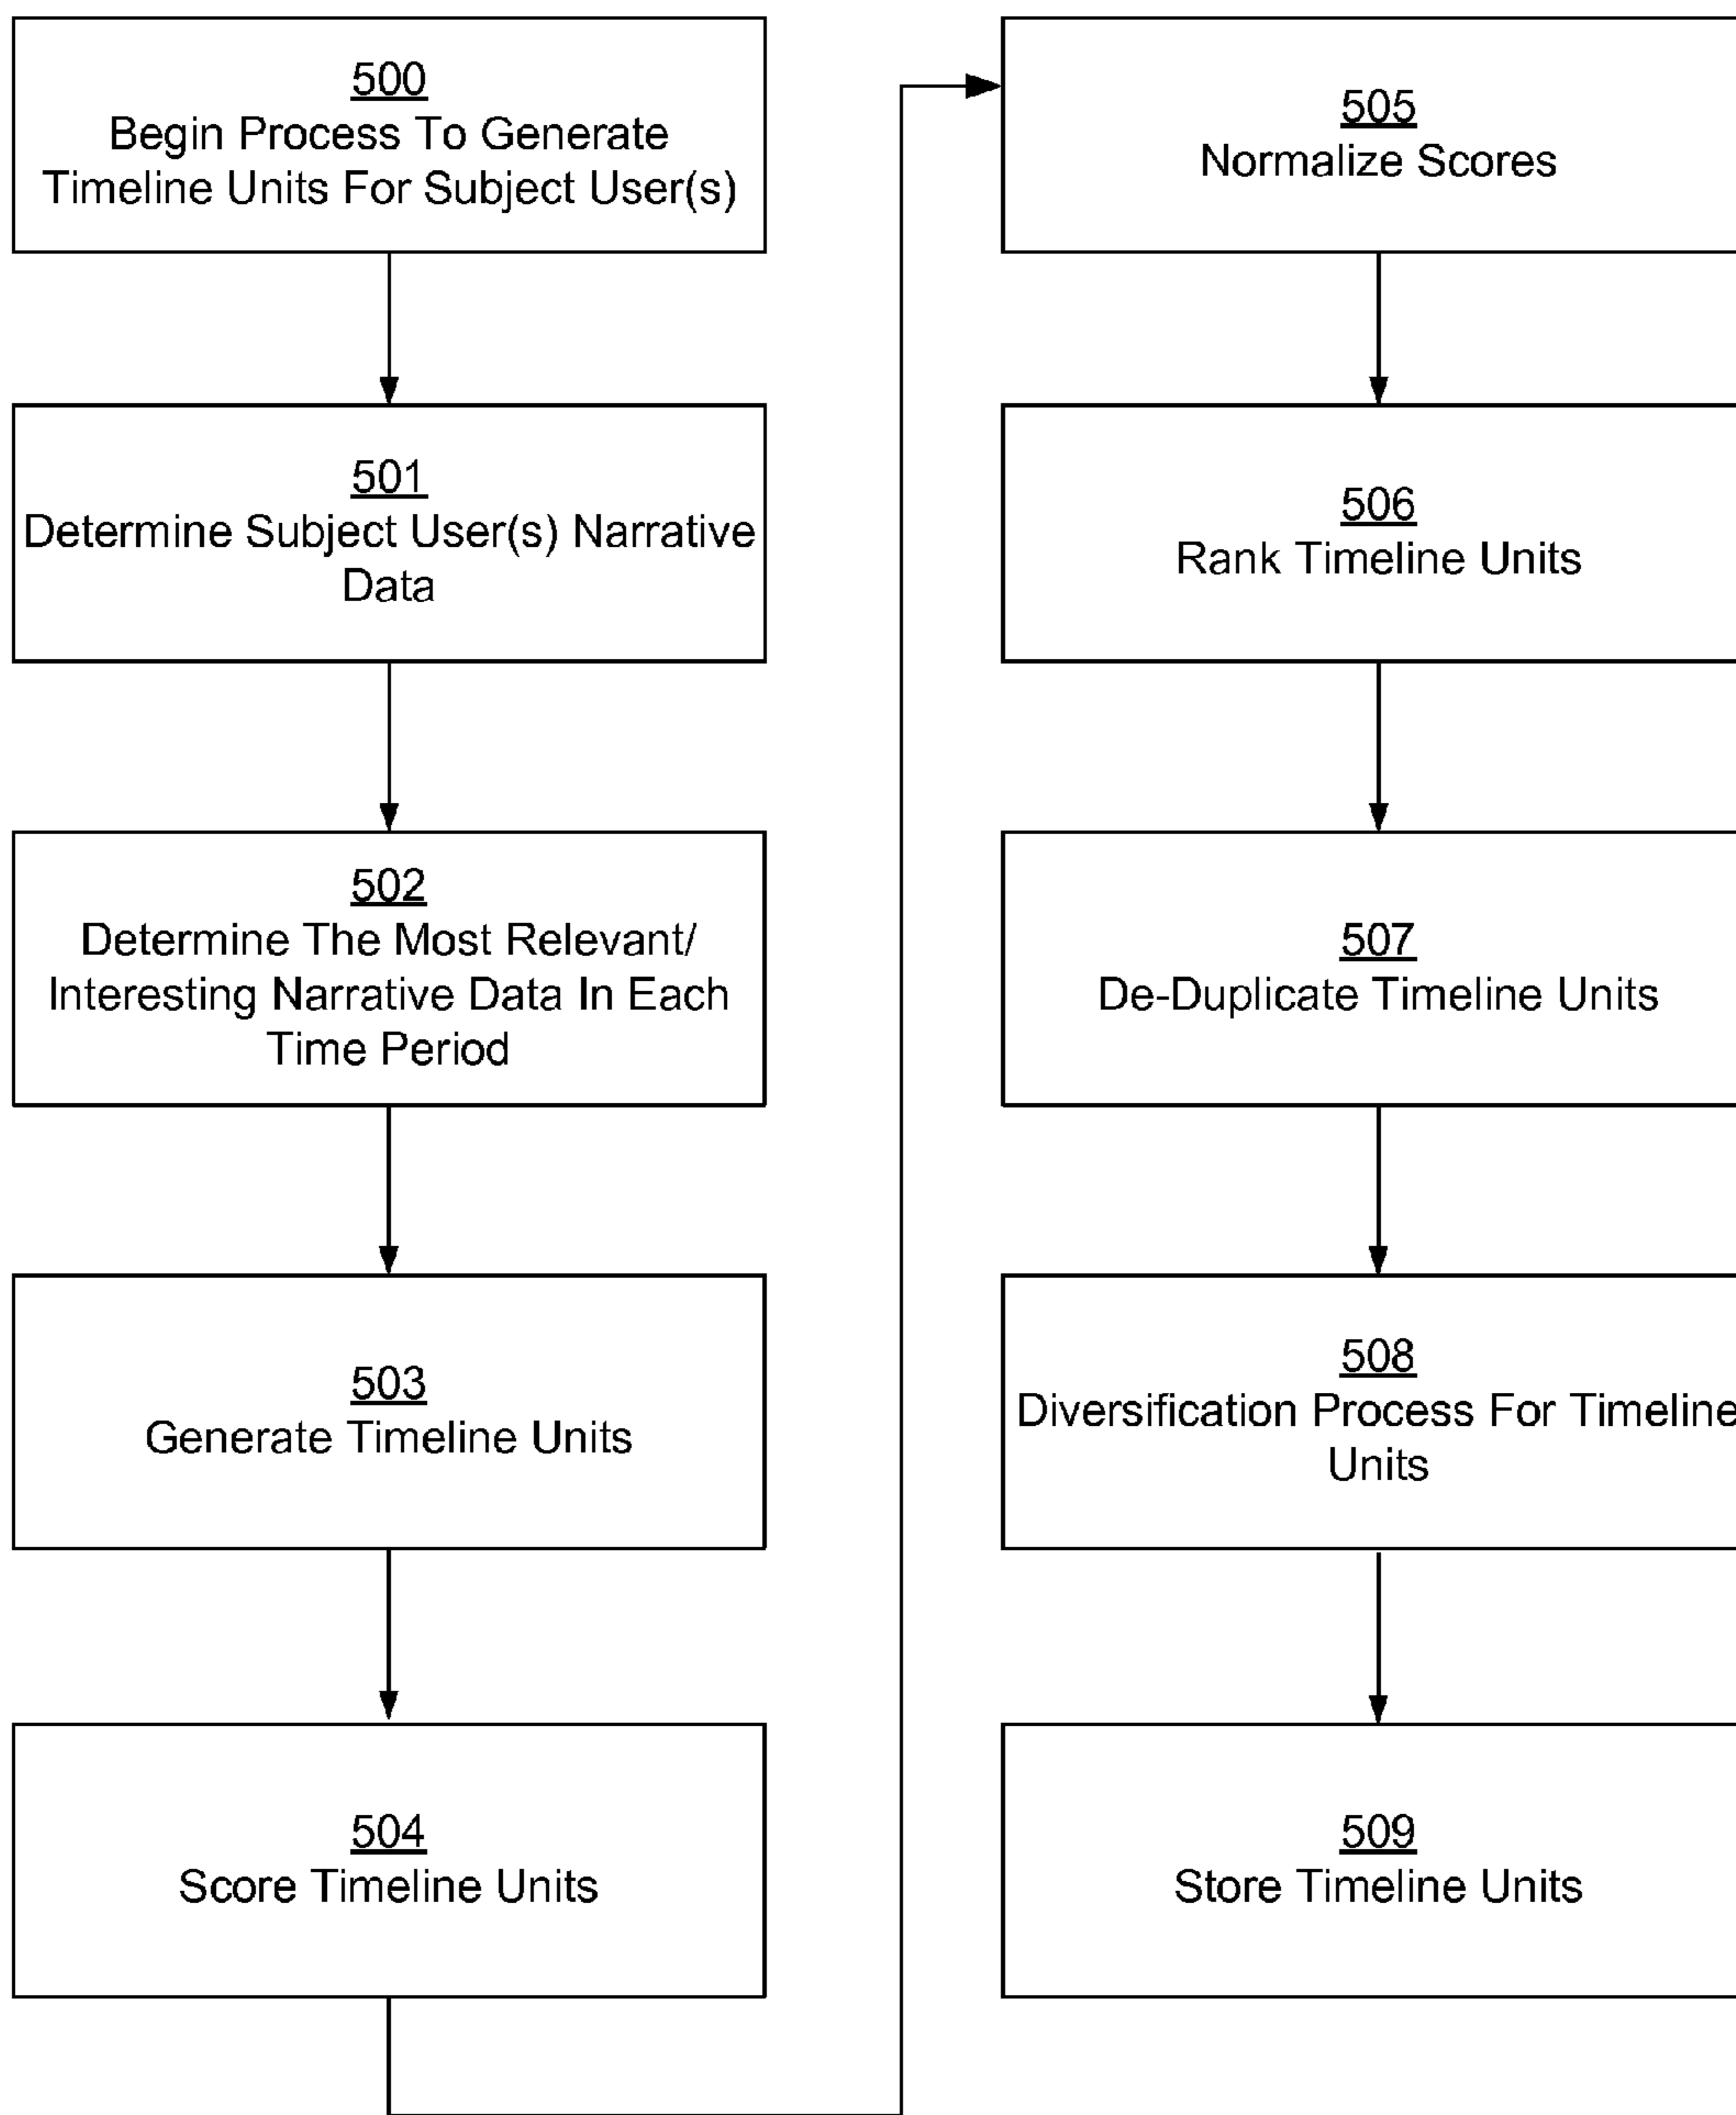 500
Begin Process To Generate
Timeline Units For Subject User(s)
501
Determine Subject User(s) Narrative
Data
502
Determine The Most Relevant/
Interesting Narrative Data In Each
Time Period
503
Generate Timeline Units
504
Score Timeline Units
505
Normalize Scores
506
Rank Timeline Units
507
De-Duplicate Timeline Units
508
Diversification Process For Timeline
Units
509
Store Timeline Units